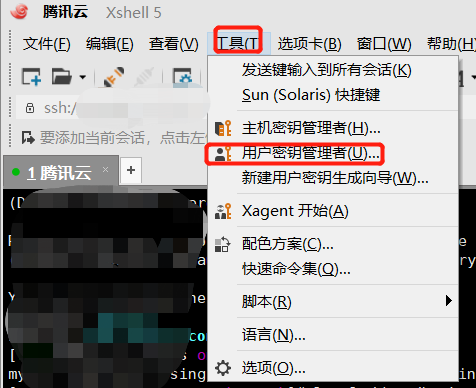 腾讯云 Xshell 5
文件(F) 编辑(E) 查看(V) 工具(T) 选项卡(B) 窗口(W) 帮助(H)
ssh:/
要添加当前会话，点击左
1 腾讯云 × +
发送键输入到所有会话(K)
Sun (Solaris) 快捷键
主机密钥管理者(H)...
用户密钥管理者(U)...
新建用户密钥生成向导(W)...
Xagent 开始(A)
配色方案(C)...
快速命令集(Q)...
脚本(R)
语言(N)...
选项(O)...